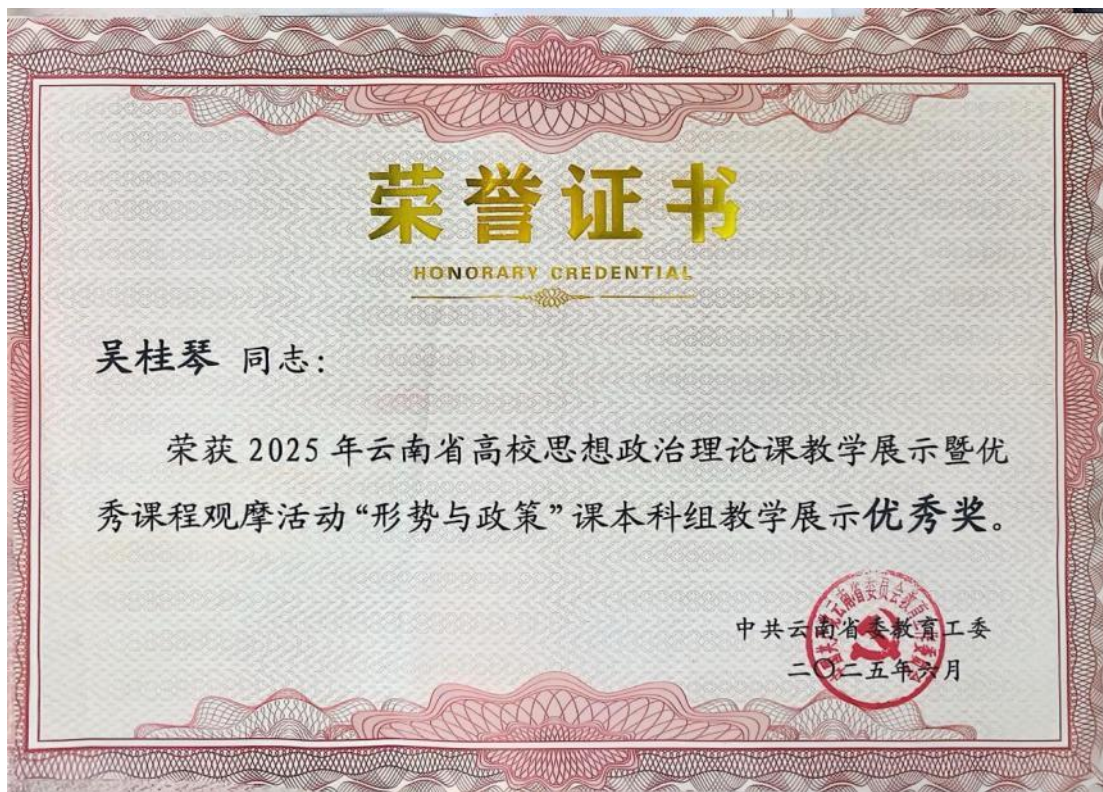 荣誉证书
HONORARY CREDENTIAL
吴桂琴 同志：
荣获 2025 年云南省高校思想政治理论课教学展示暨优
秀课程观摩活动“形势与政策”课本科组教学展示优秀奖。
中共云南省委教育工委
二〇二五年六月